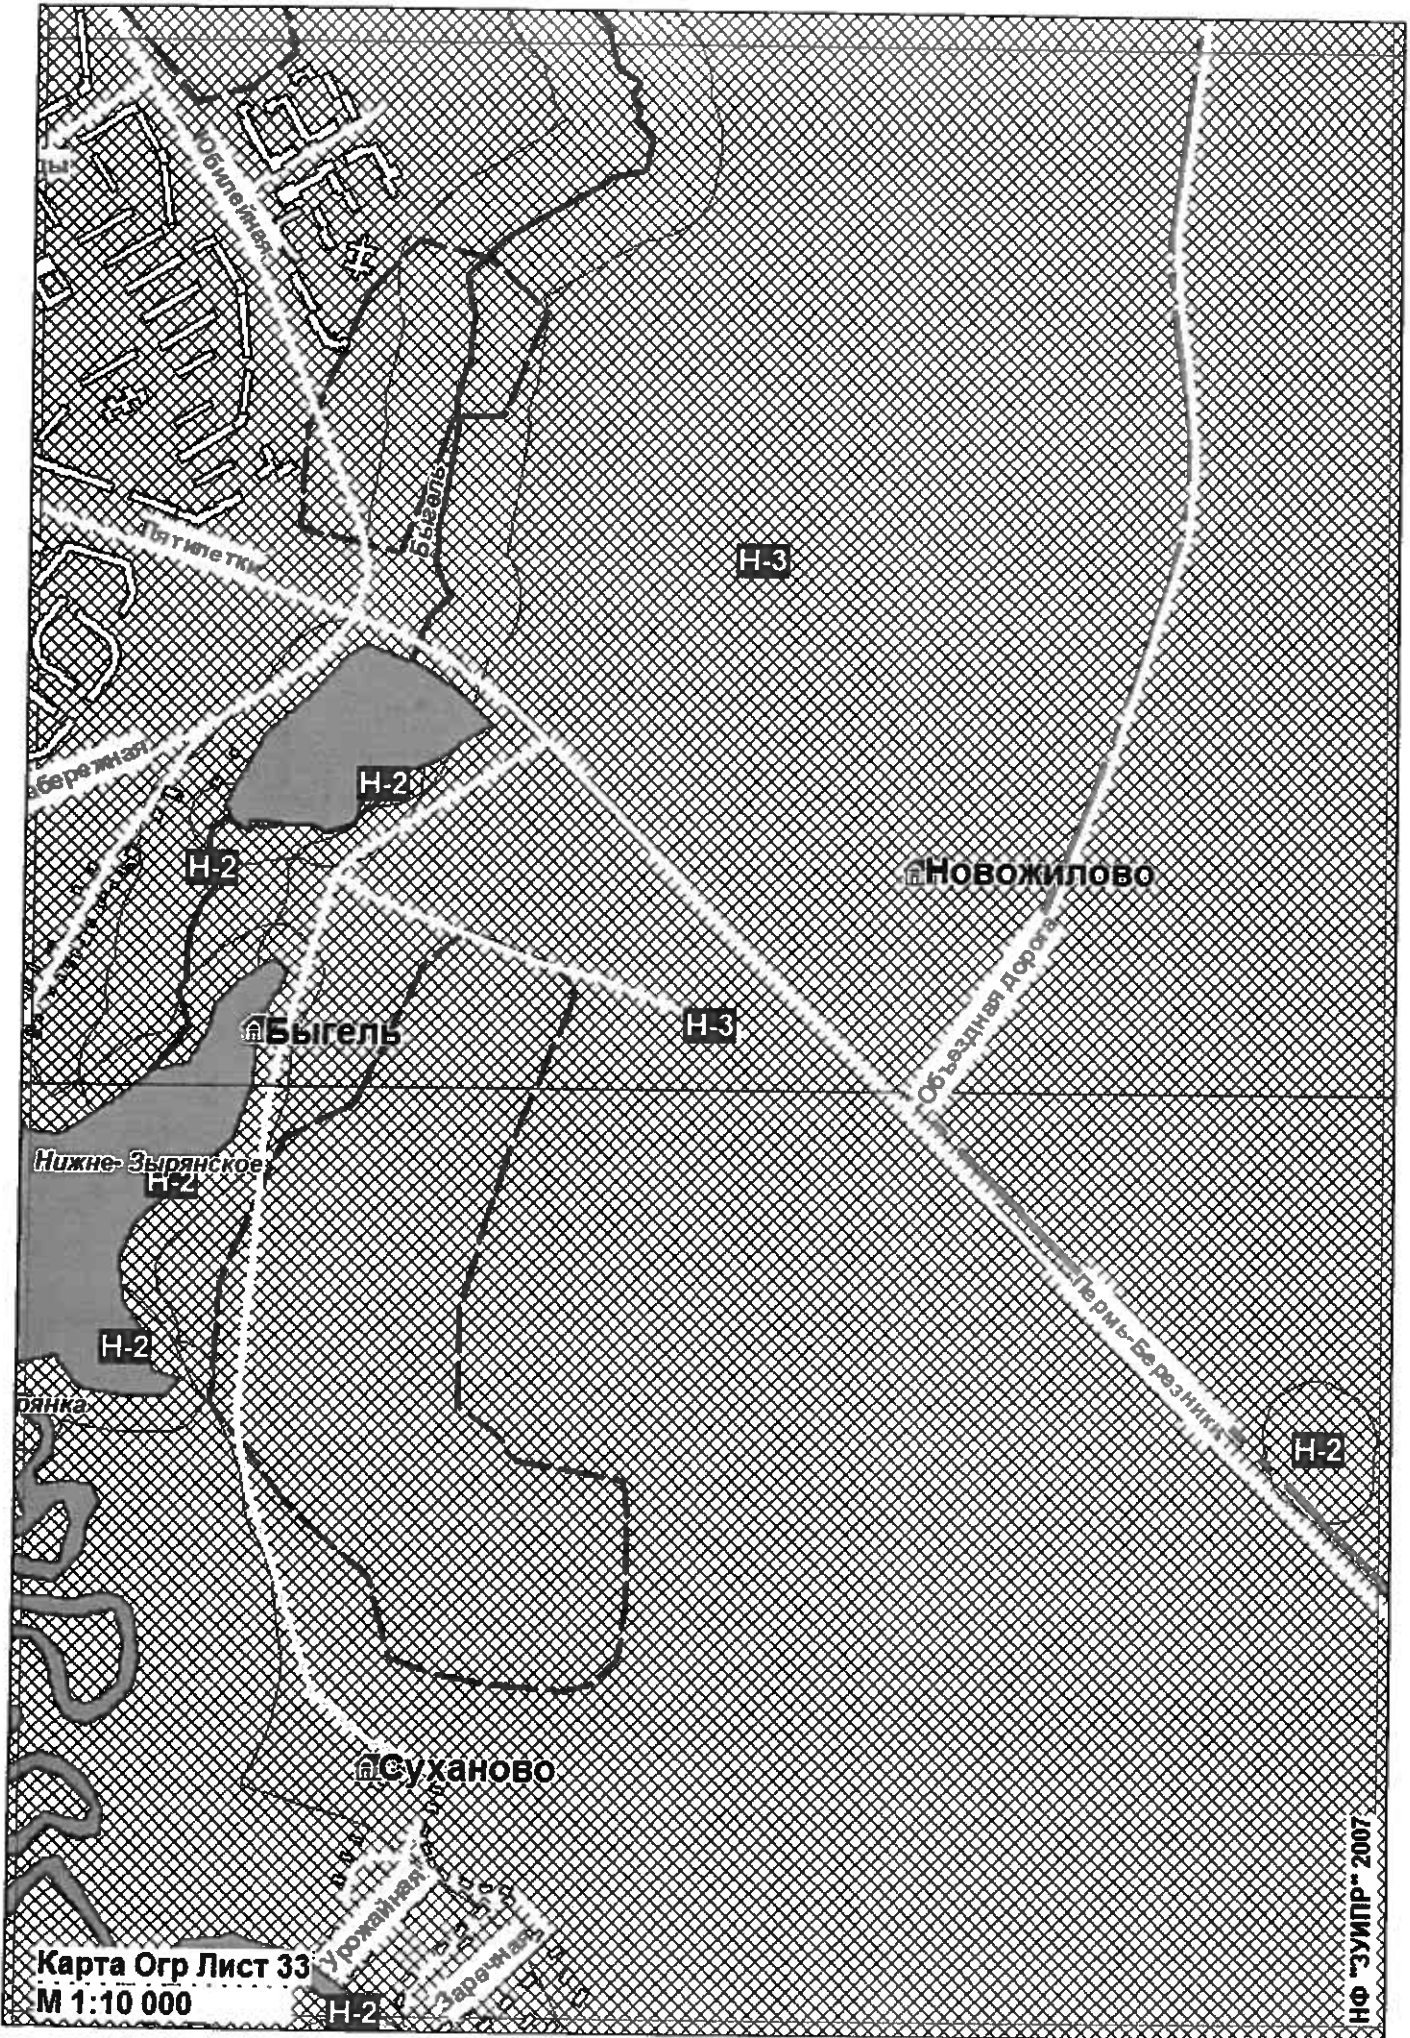 Юбилейная
Быгель
Пятилетки
Н-3
Н-2
Н-2
Новожилово
Объездная дорога
Н-3
Быгель
Нижне-Зырянское
Н-2
Н-2
Пермь-Березники
Н-2
Суханово
Урожайная
Заречная
Карта Огр Лист 33
М 1:10 000
Н-2
НФ "ЗУИПР" 2007